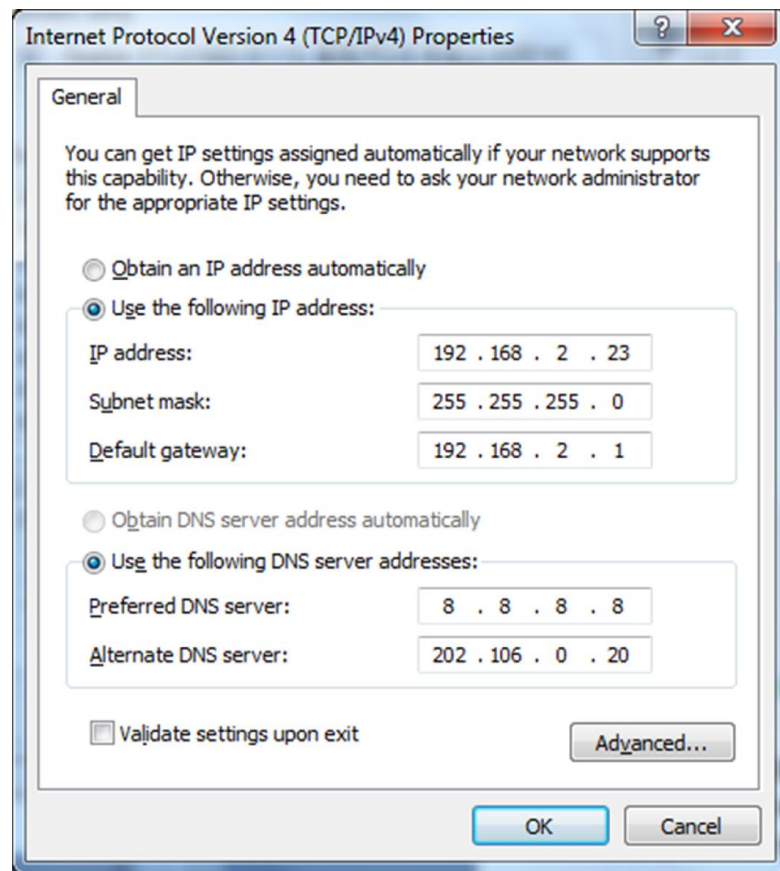 Internet Protocol Version 4 (TCP/IPv4) Properties
General
You can get IP settings assigned automatically if your network supports
this capability. Otherwise, you need to ask your network administrator
for the appropriate IP settings.
Obtain an IP address automatically
Use the following IP address:
IP address: 192 . 168 . 2 . 23
Subnet mask: 255 . 255 . 255 . 0
Default gateway: 192 . 168 . 2 . 1
Obtain DNS server address automatically
Use the following DNS server addresses:
Preferred DNS server: 8 . 8 . 8 . 8
Alternate DNS server: 202 . 106 . 0 . 20
Validate settings upon exit
Advanced...
OK Cancel